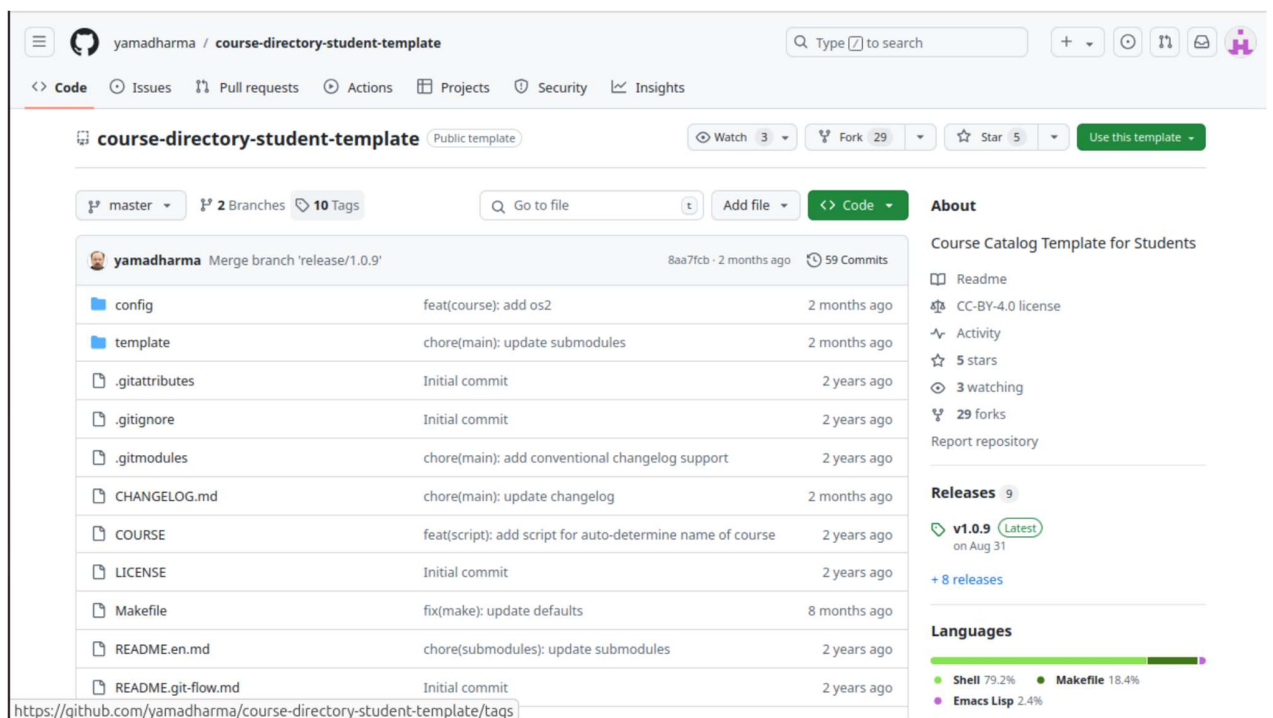 yamadharma / course-directory-student-template
Type / to search
Code Issues Pull requests Actions Projects Security Insights
course-directory-student-template Public template
Watch 3 Fork 29 Star 5 Use this template
master 2 Branches 10 Tags Go to file t Add file Code
yamadharma Merge branch 'release/1.0.9' 8aa7fcb · 2 months ago 59 Commits
config feat(course): add os2 2 months ago
template chore(main): update submodules 2 months ago
.gitattributes Initial commit 2 years ago
.gitignore Initial commit 2 years ago
.gitmodules chore(main): add conventional changelog support 2 years ago
CHANGELOG.md chore(main): update changelog 2 months ago
COURSE feat(script): add script for auto-determine name of course 2 years ago
LICENSE Initial commit 2 years ago
Makefile fix(make): update defaults 8 months ago
README.en.md chore(submodules): update submodules 2 years ago
README.git-flow.md Initial commit 2 years ago
About
Course Catalog Template for Students
Readme
CC-BY-4.0 license
Activity
5 stars
3 watching
29 forks
Report repository
Releases 9
v1.0.9 Latest
on Aug 31
+ 8 releases
Languages
Shell 79.2% Makefile 18.4%
Emacs Lisp 2.4%
https://github.com/yamadharma/course-directory-student-template/tags